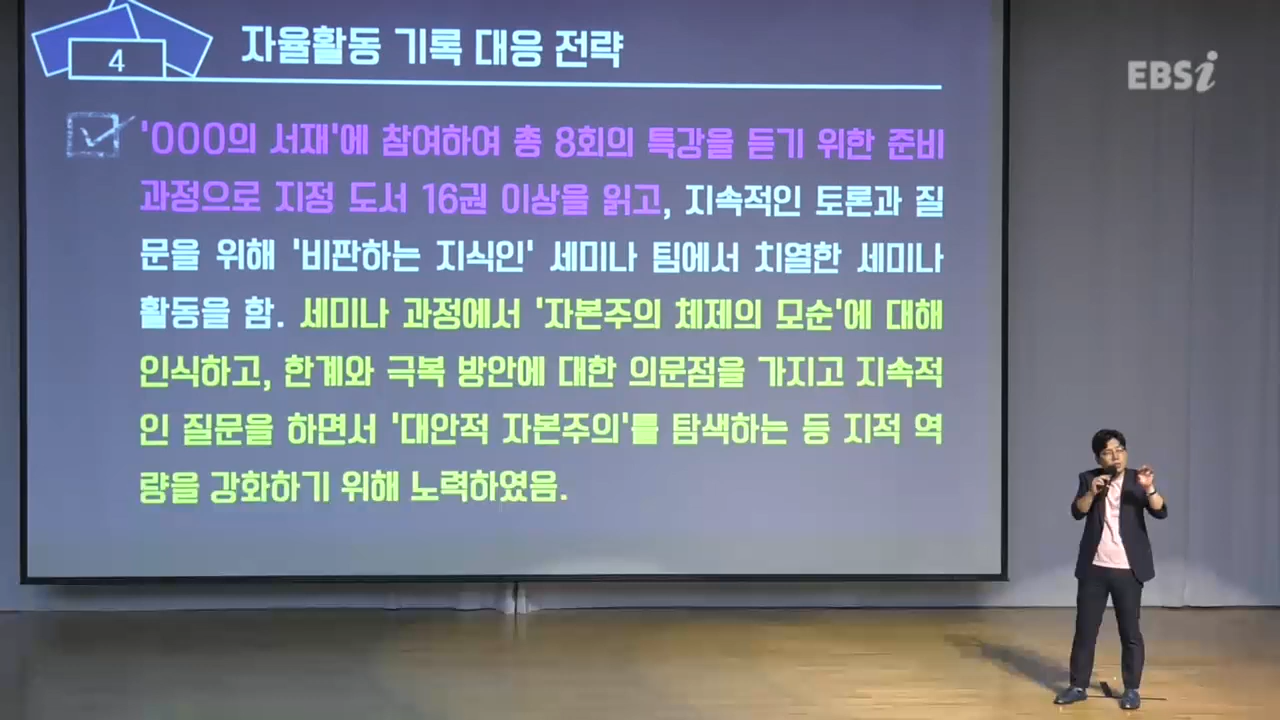 4
자율활동 기록 대응 전략
EBSi
'OOO의 서재'에 참여하여 총 8회의 특강을 듣기 위한 준비
과정으로 지정 도서 16권 이상을 읽고, 지속적인 토론과 질
문을 위해 '비판하는 지식인' 세미나 팀에서 치열한 세미나
활동을 함. 세미나 과정에서 '자본주의 체제의 모순'에 대해
인식하고, 한계와 극복 방안에 대한 의문점을 가지고 지속적
인 질문을 하면서 '대안적 자본주의'를 탐색하는 등 지적 역
량을 강화하기 위해 노력하였음.